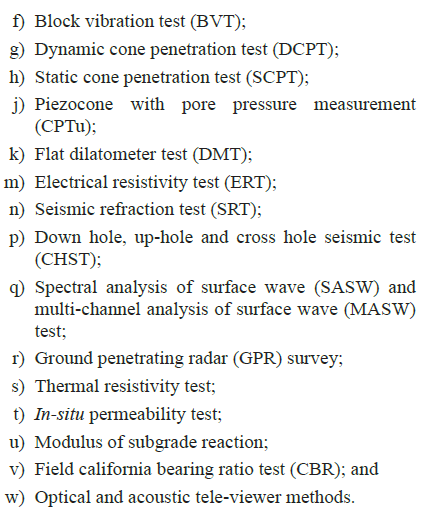 f) Block vibration test (BVT);
g) Dynamic cone penetration test (DCPT);
h) Static cone penetration test (SCPT);
j) Piezocone with pore pressure measurement
(CPTu);
k) Flat dilatometer test (DMT);
m) Electrical resistivity test (ERT);
n) Seismic refraction test (SRT);
p) Down hole, up-hole and cross hole seismic test
(CHST);
q) Spectral analysis of surface wave (SASW) and
multi-channel analysis of surface wave (MASW)
test;
r) Ground penetrating radar (GPR) survey;
s) Thermal resistivity test;
t) In-situ permeability test;
u) Modulus of subgrade reaction;
v) Field california bearing ratio test (CBR); and
w) Optical and acoustic tele-viewer methods.